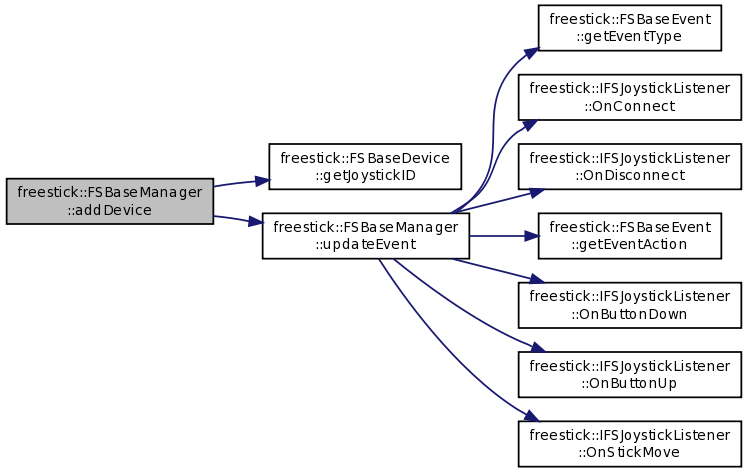 freestick::FSBaseManager
::addDevice
freestick::FSBaseDevice
::getJoystickID
freestick::FSBaseManager
::updateEvent
freestick::FSBaseEvent
::getEventType
freestick::IFSJoystickListener
::OnConnect
freestick::IFSJoystickListener
::OnDisconnect
freestick::FSBaseEvent
::getEventAction
freestick::IFSJoystickListener
::OnButtonDown
freestick::IFSJoystickListener
::OnButtonUp
freestick::IFSJoystickListener
::OnStickMove